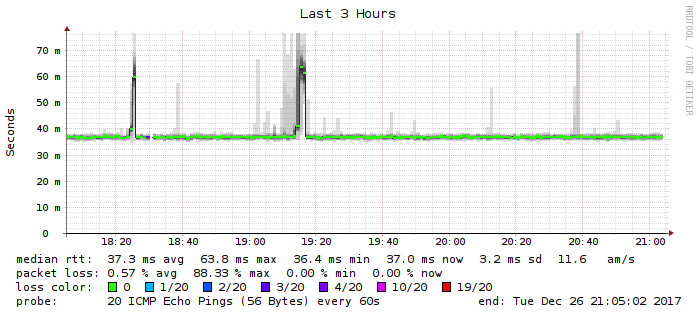 Last 3 Hours
RRDTOOL / TOBI OETIKER
Seconds
70 m
60 m
50 m
40 m
30 m
20 m
10 m
0
18:20 18:40 19:00 19:20 19:40 20:00 20:20 20:40 21:00
median rtt: 37.3 ms avg 63.8 ms max 36.4 ms min 37.0 ms now 3.2 ms sd 11.6 am/s
packet loss: 0.57 % avg 88.33 % max 0.00 % min 0.00 % now
loss color: 0 1/20 2/20 3/20 4/20 10/20 19/20
probe: 20 ICMP Echo Pings (56 Bytes) every 60s end: Tue Dec 26 21:05:02 2017